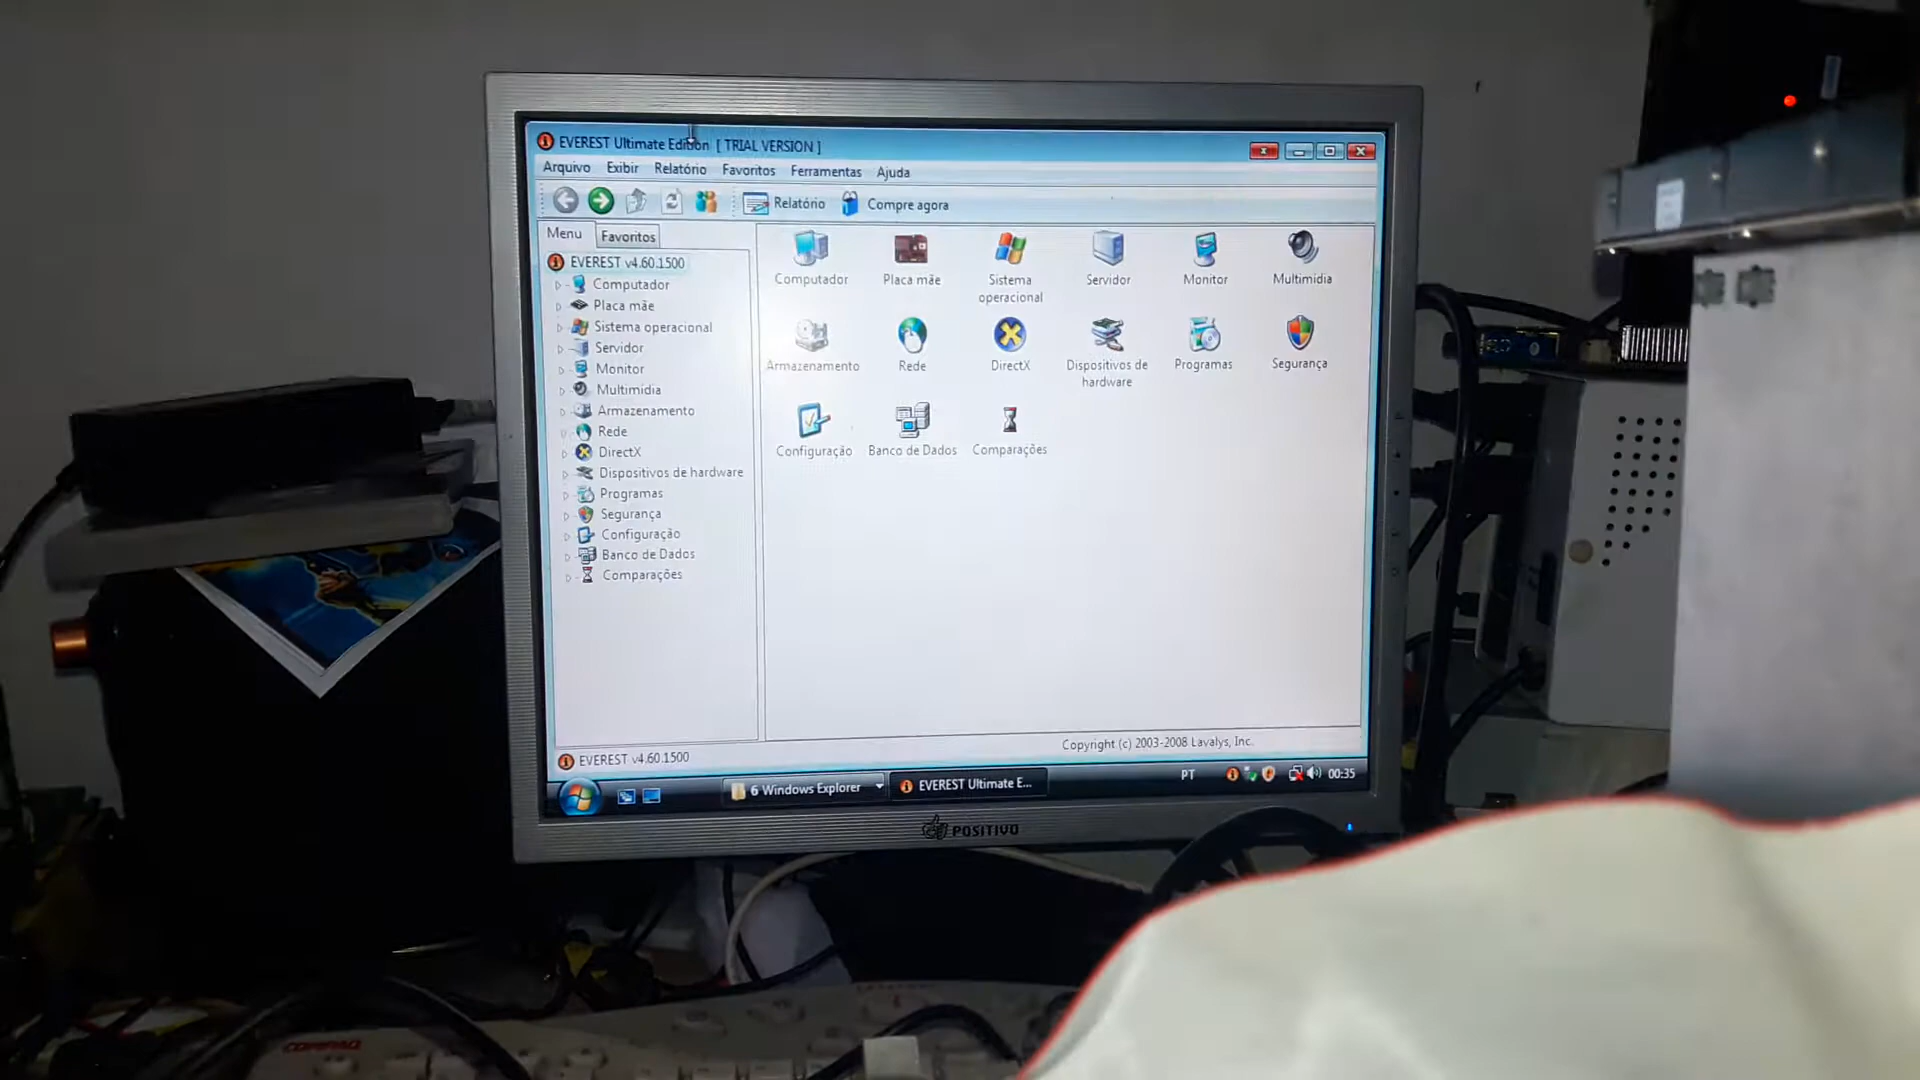 EVEREST Ultimate Edition [ TRIAL VERSION ]
Arquivo Exibir Relatório Favoritos Ferramentas Ajuda
Relatório Compre agora
Menu Favoritos
EVEREST v4.60.1500
Computador
Placa mãe
Sistema operacional
Servidor
Monitor
Multimídia
Armazenamento
Rede
DirectX
Dispositivos de hardware
Programas
Segurança
Configuração
Banco de Dados
Comparações
Computador Placa mãe Sistema operacional Servidor Monitor Multimídia
Armazenamento Rede DirectX Dispositivos de hardware Programas Segurança
Configuração Banco de Dados Comparações
EVEREST v4.60.1500 Copyright (c) 2003-2008 Lavalys, Inc.
6 Windows Explorer EVEREST Ultimate E... PT 00:35
POSITIVO
COMPAQ